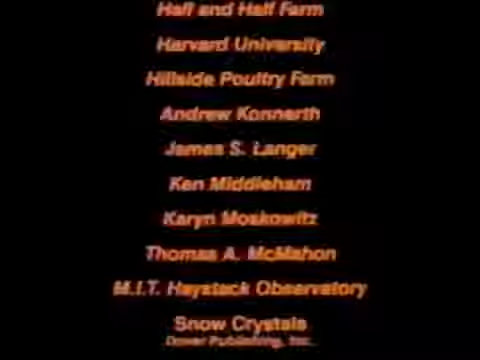 Half and Half Farm
Harvard University
Hillside Poultry Farm
Andrew Konnerth
James S. Langer
Ken Middleham
Karyn Moskowitz
Thomas A. McMahon
M.I.T. Haystack Observatory
Snow Crystals
Dover Publishing, Inc.